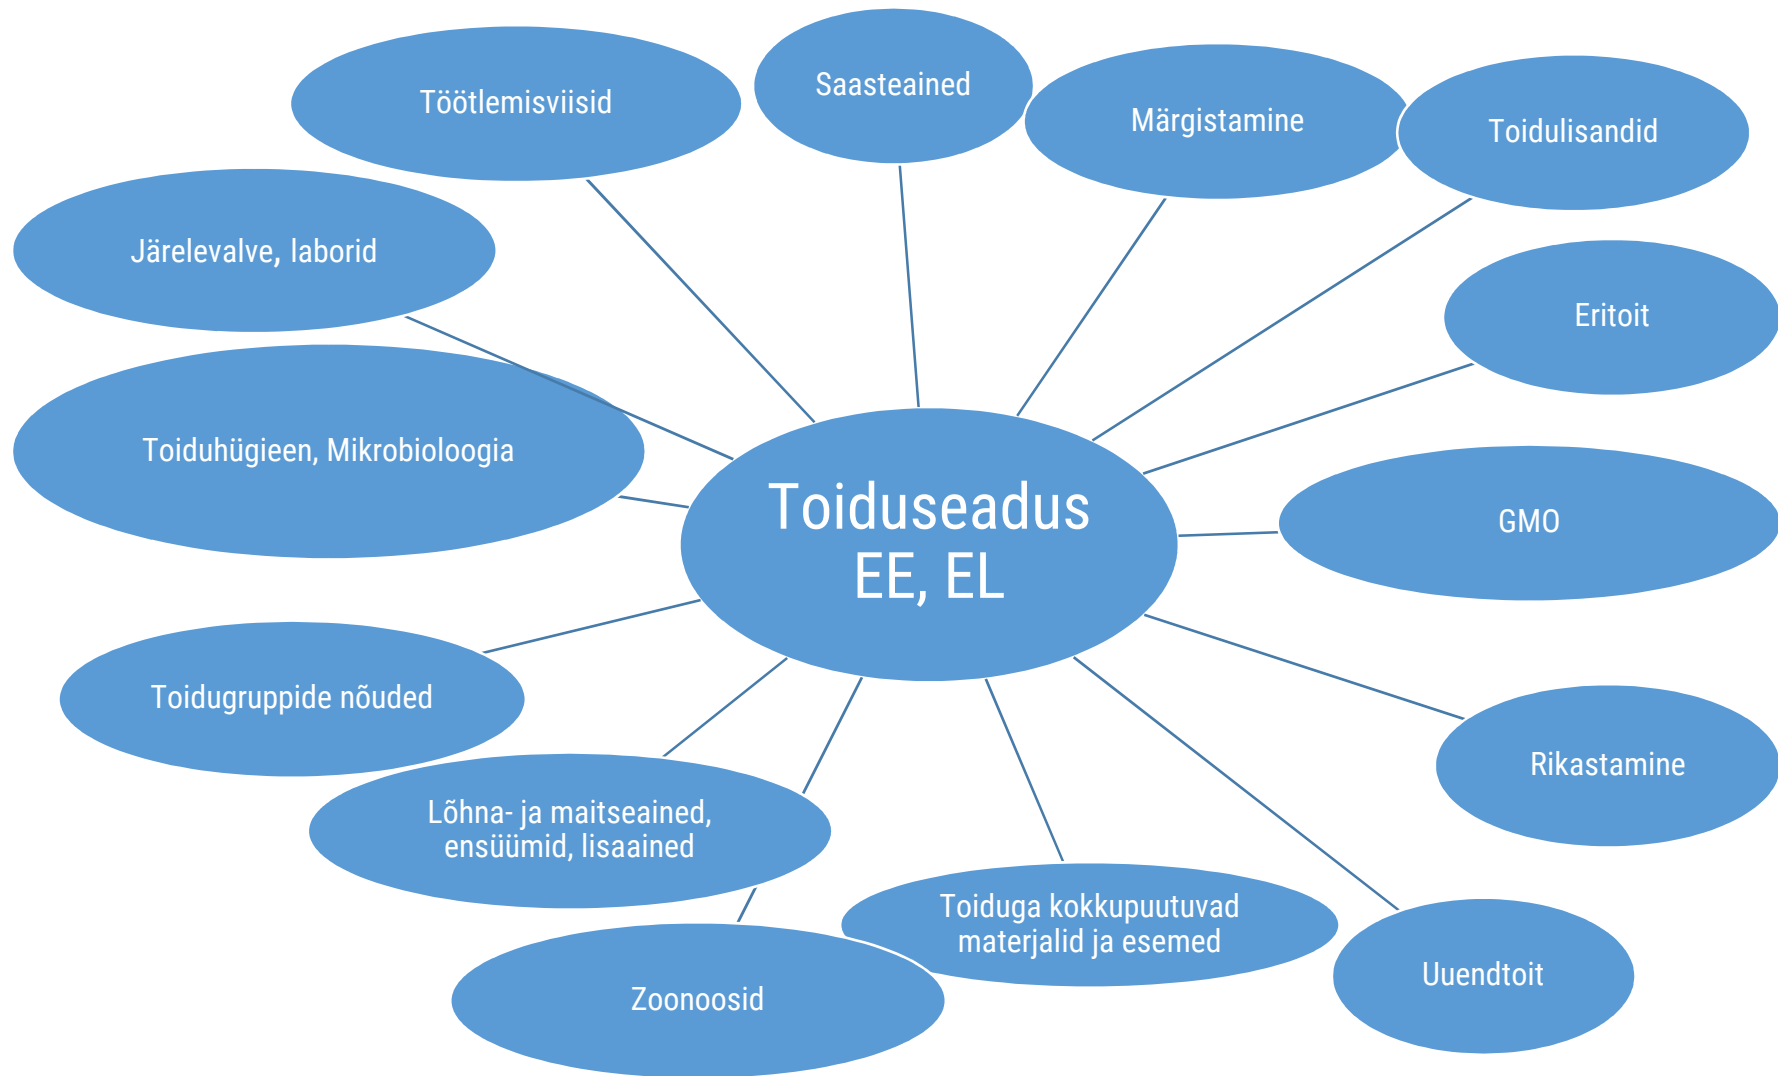 Saasteained
Töötlemisviisid
Märgistamine
Toidulisandid
Järelevalve, laborid
Eritoit
Toiduhügieen, Mikrobioloogia
Toiduseadus
EE, EL
GMO
Toidugruppide nõuded
Rikastamine
Lõhna- ja maitseained,
ensüümid, lisaained
Toiduga kokkupuutuvad
materjalid ja esemed
Uuendtoit
Zoonoosid